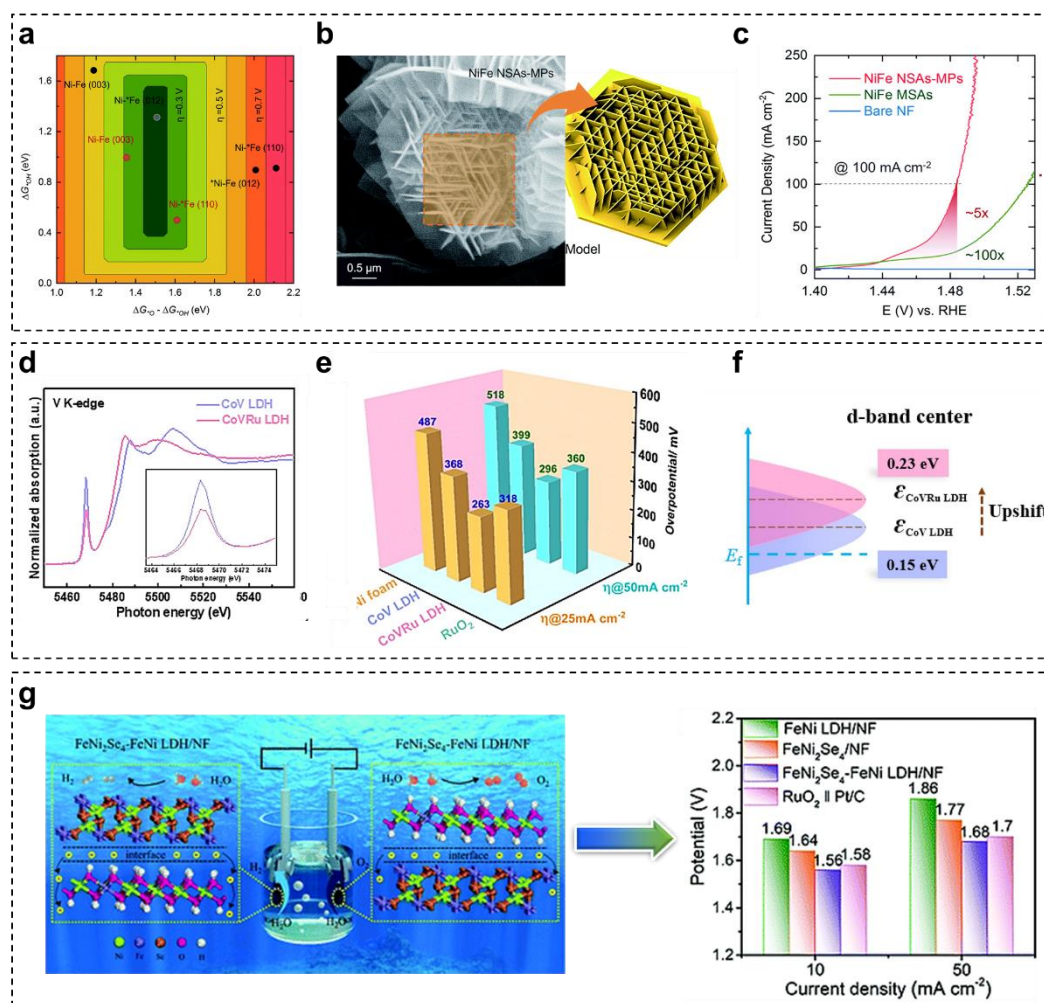 a
ΔG*OH (eV)
1.6
1.2
0.8
0.4
0.0
Ni-Fe (003)
Ni-*Fe (012)
Ni-Fe (003)
Ni-*Fe (110)
*Ni-Fe (012)
Ni-*Fe (110)
η =0.3 V
η =0.5 V
η =0.7 V
1.0 1.2 1.4 1.6 1.8 2.0 2.2
ΔG*O - ΔG*OH (eV)
b
NiFe NSAs-MPs
Model
0.5 μm
c
Current Density (mA cm-2)
250
200
150
100
50
0
NiFe NSAs-MPs
NiFe MSAs
Bare NF
@ 100 mA cm-2
~5x
~100x
1.40 1.44 1.48 1.52
E (V) vs. RHE
d
Normalized absorption (a.u.)
V K-edge
CoV LDH
CoVRu LDH
5464 5466 5468 5470 5472 5474
Photon energy (eV)
5460 5480 5500 5520 5540 0
Photon energy (eV)
e
487
368
263
318
518
399
296
360
600
500
400
300
200
100
0
Overpotential/ mV
Ni foam
CoV LDH
CoVRu LDH
RuO2
η@25mA cm-2
η@50mA cm-2
f
d-band center
0.23 eV
εCoVRu LDH
εCoV LDH
Upshift
Ef
0.15 eV
g
FeNi2Se4-FeNi LDH/NF
FeNi2Se4-FeNi LDH/NF
H2
H2O
H2O
O2
interface
interface
H2
O2
H2O
H2O
Ni Fe Se O H
Potential (V)
2.2
2.0
1.8
1.6
1.4
1.2
FeNi LDH/NF
FeNi2Se4/NF
FeNi2Se4-FeNi LDH/NF
RuO2 || Pt/C
1.69
1.64
1.56
1.58
1.86
1.77
1.68
1.7
10 50
Current density (mA cm-2)